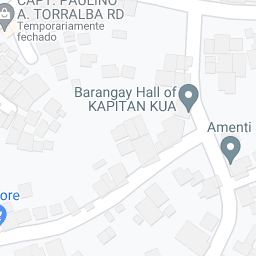 CAPT. PAULINO
A. TORRALBA RD
Temporariamente
fechado
Barangay Hall of
KAPITAN KUA
Amenti
ore